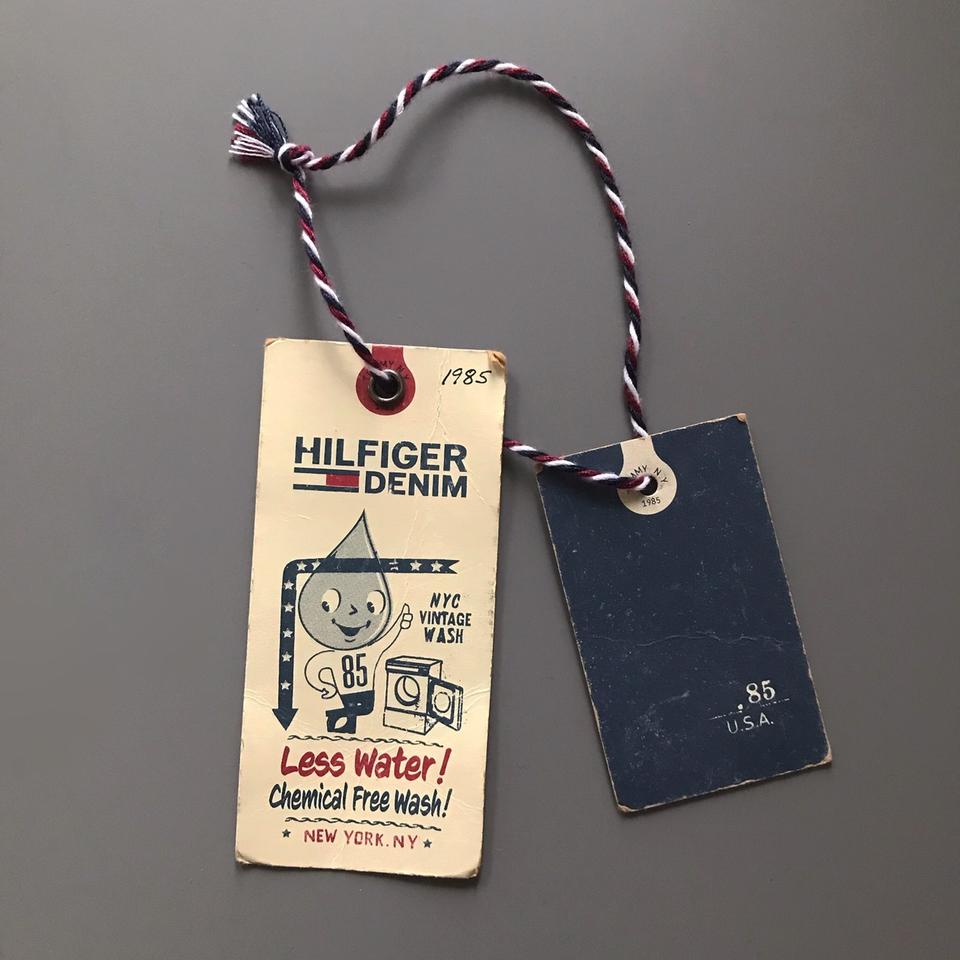 1985
HILFIGER
DENIM
NYC
VINTAGE
WASH
85
Less Water!
Chemical Free Wash!
NEW YORK. NY
N.Y
1985
.85
U.S.A.